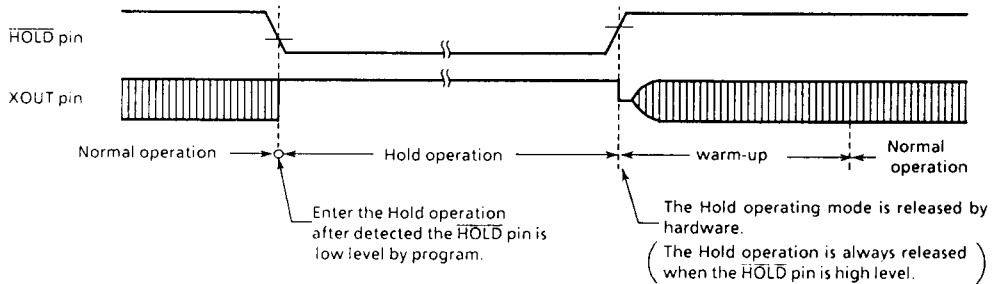 HOLD pin
XOUT pin
Normal operation
Hold operation
warm-up
Normal
operation
Enter the Hold operation
after detected the HOLD pin is
low level by program.
The Hold operating mode is released by
hardware.
(The Hold operation is always released
when the HOLD pin is high level.)